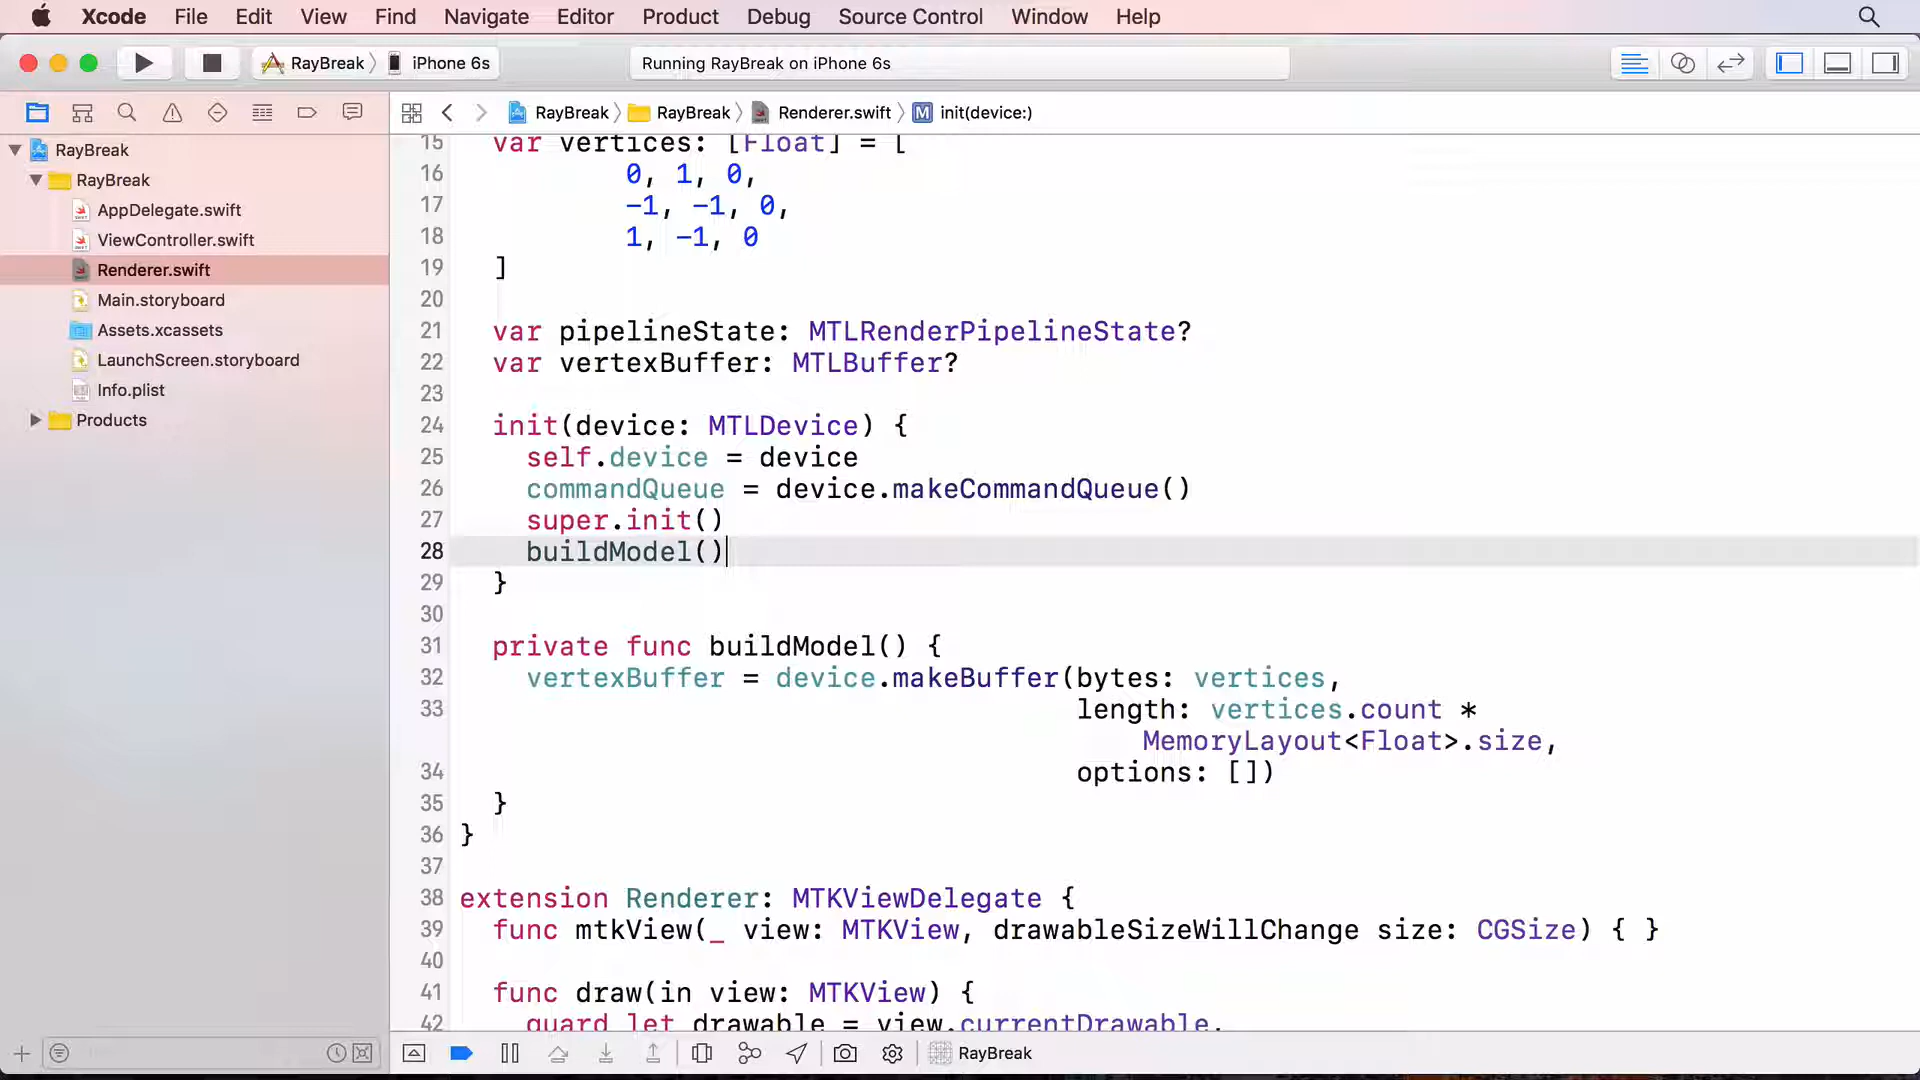 Xcode File Edit View Find Navigate Editor Product Debug Source Control Window Help
RayBreak iPhone 6s
Running RayBreak on iPhone 6s
RayBreak RayBreak Renderer.swift M init(device:)
RayBreak
RayBreak
AppDelegate.swift
ViewController.swift
Renderer.swift
Main.storyboard
Assets.xcassets
LaunchScreen.storyboard
Info.plist
Products
15 var vertices: [Float] = [
16 0, 1, 0,
17 -1, -1, 0,
18 1, -1, 0
19 ]
20
21 var pipelineState: MTLRenderPipelineState?
22 var vertexBuffer: MTLBuffer?
23
24 init(device: MTLDevice) {
25 self.device = device
26 commandQueue = device.makeCommandQueue()
27 super.init()
28 buildModel()
29 }
30
31 private func buildModel() {
32 vertexBuffer = device.makeBuffer(bytes: vertices,
33 length: vertices.count *
MemoryLayout<Float>.size,
34 options: [])
35 }
36 }
37
38 extension Renderer: MTKViewDelegate {
39 func mtkView(_ view: MTKView, drawableSizeWillChange size: CGSize) { }
40
41 func draw(in view: MTKView) {
42 guard let drawable = view.currentDrawable,
RayBreak